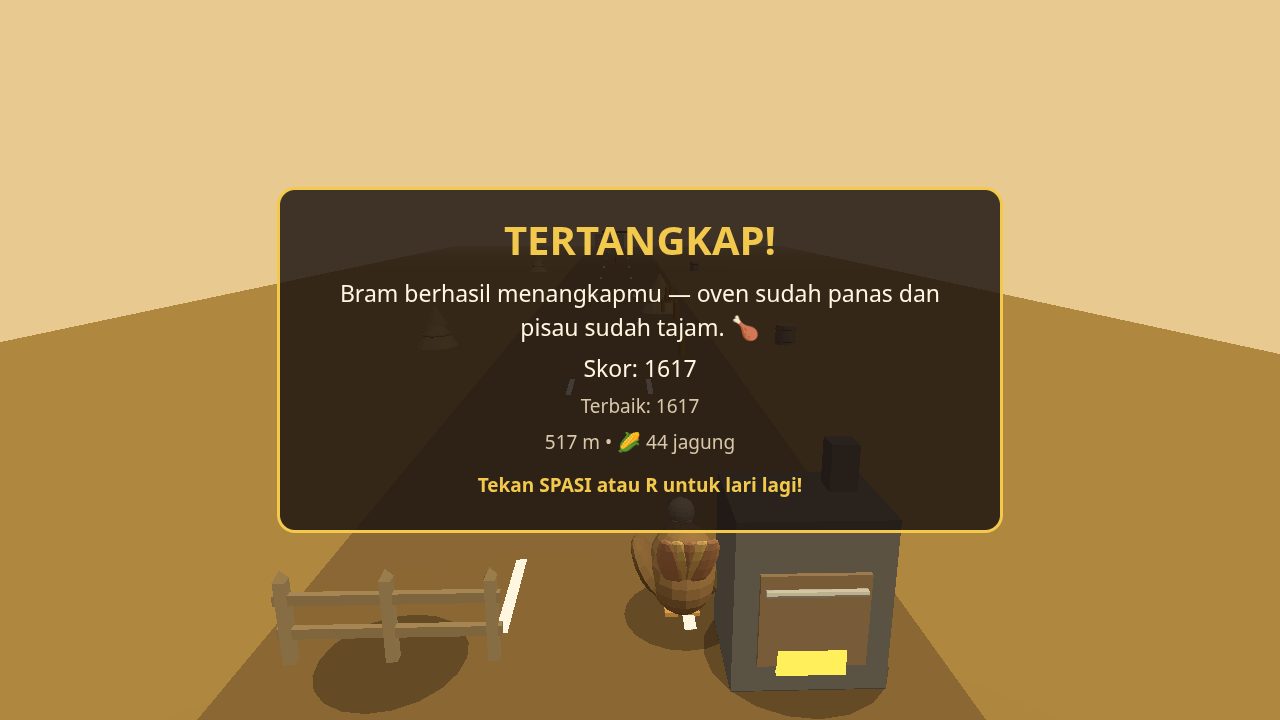 TERTANGKAP!
Bram berhasil menangkapmu — oven sudah panas dan
pisau sudah tajam. 🍗
Skor: 1617
Terbaik: 1617
517 m • 🌽 44 jagung
Tekan SPASI atau R untuk lari lagi!